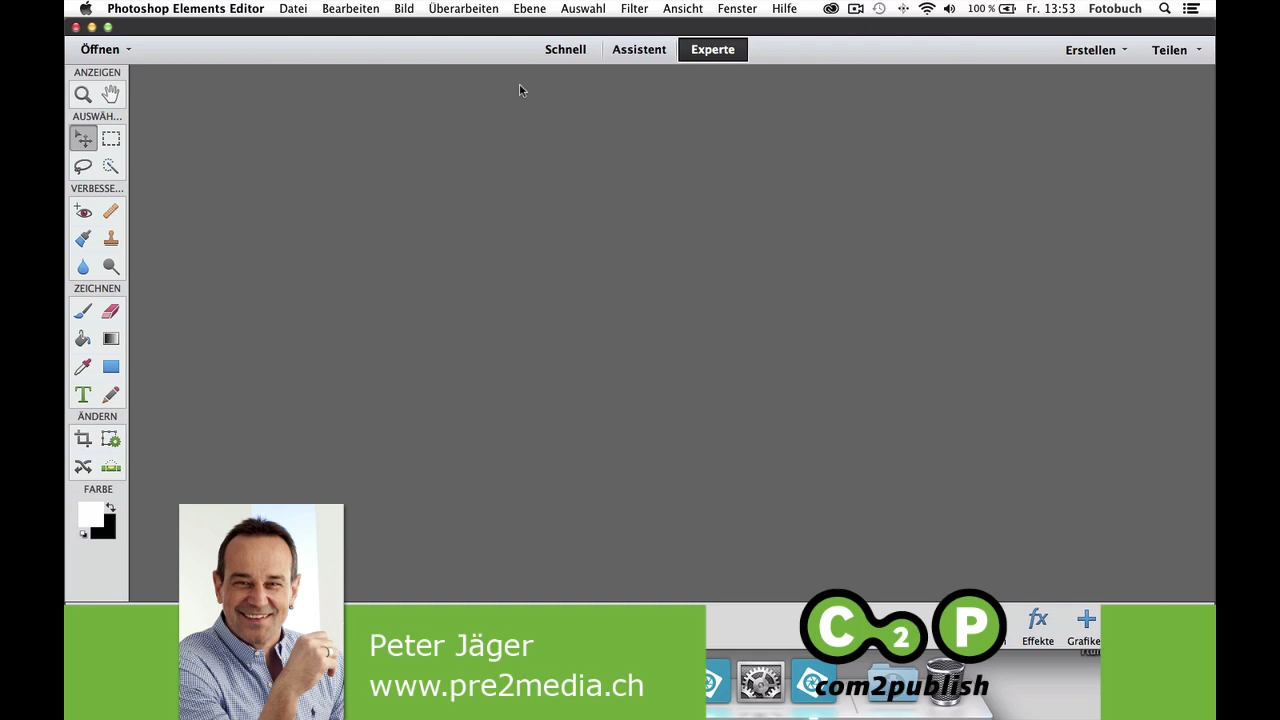 Photoshop Elements Editor Datei Bearbeiten Bild Überarbeiten Ebene Auswahl Filter Ansicht Fenster Hilfe 100 % Fr. 13:53 Fotobuch
Öffnen Schnell Assistent Experte Erstellen Teilen
ANZEIGEN
AUSWÄH...
VERBESSE...
ZEICHNEN
T
ÄNDERN
FARBE
fx
Effekte Grafike
Peter Jäger
www.pre2media.ch
C2P
com2publish